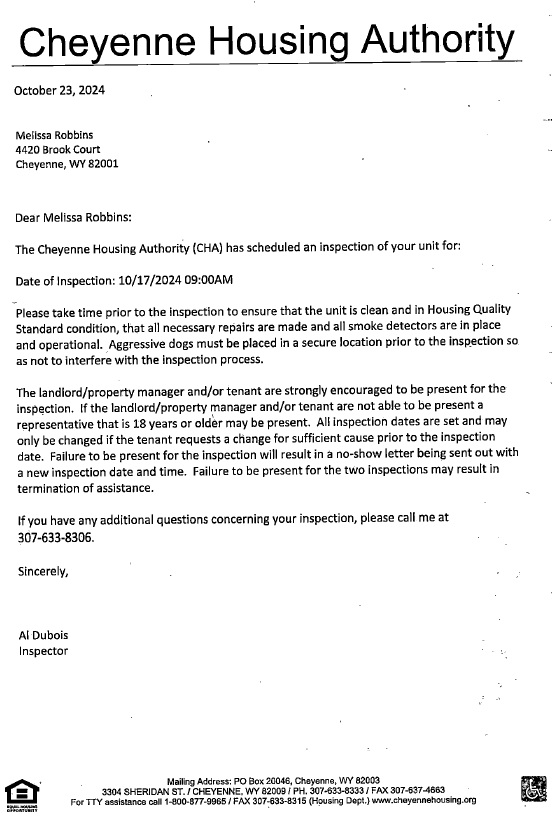 Cheyenne Housing Authority
October 23, 2024
Melissa Robbins
4420 Brook Court
Cheyenne, WY 82001
Dear Melissa Robbins:
The Cheyenne Housing Authority (CHA) has scheduled an inspection of your unit for:
Date of Inspection: 10/17/2024 09:00AM
Please take time prior to the inspection to ensure that the unit is clean and in Housing Quality
Standard condition, that all necessary repairs are made and all smoke detectors are in place
and operational. Aggressive dogs must be placed in a secure location prior to the inspection so
as not to interfere with the inspection process.
The landlord/property manager and/or tenant are strongly encouraged to be present for the
inspection. If the landlord/property manager and/or tenant are not able to be present a
representative that is 18 years or older may be present. All inspection dates are set and may
only be changed if the tenant requests a change for sufficient cause prior to the inspection
date. Failure to be present for the inspection will result in a no-show letter being sent out with
a new inspection date and time. Failure to be present for the two inspections may result in
termination of assistance.
If you have any additional questions concerning your inspection, please call me at
307-633-8306.
Sincerely,
Al Dubois
Inspector
Mailing Address: PO Box 20046, Cheyenne, WY 82003
3304 SHERIDAN ST. / CHEYENNE, WY 82009 / PH. 307-633-8333 / FAX 307-637-4663
For TTY assistance call 1-800-877-9965 / FAX 307-633-8315 (Housing Dept.) www.cheyennehousing.org
EQUAL HOUSING
OPPORTUNITY